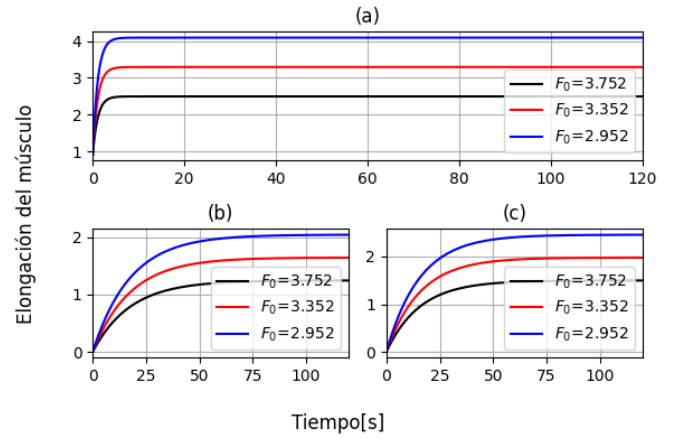 (a)
Elongación del músculo
4
3
2
1
F₀=3.752
F₀=3.352
F₀=2.952
0 20 40 60 80 100 120
(b)
2
1
0
F₀=3.752
F₀=3.352
F₀=2.952
0 25 50 75 100
(c)
2
1
0
F₀=3.752
F₀=3.352
F₀=2.952
0 25 50 75 100
Tiempo[s]